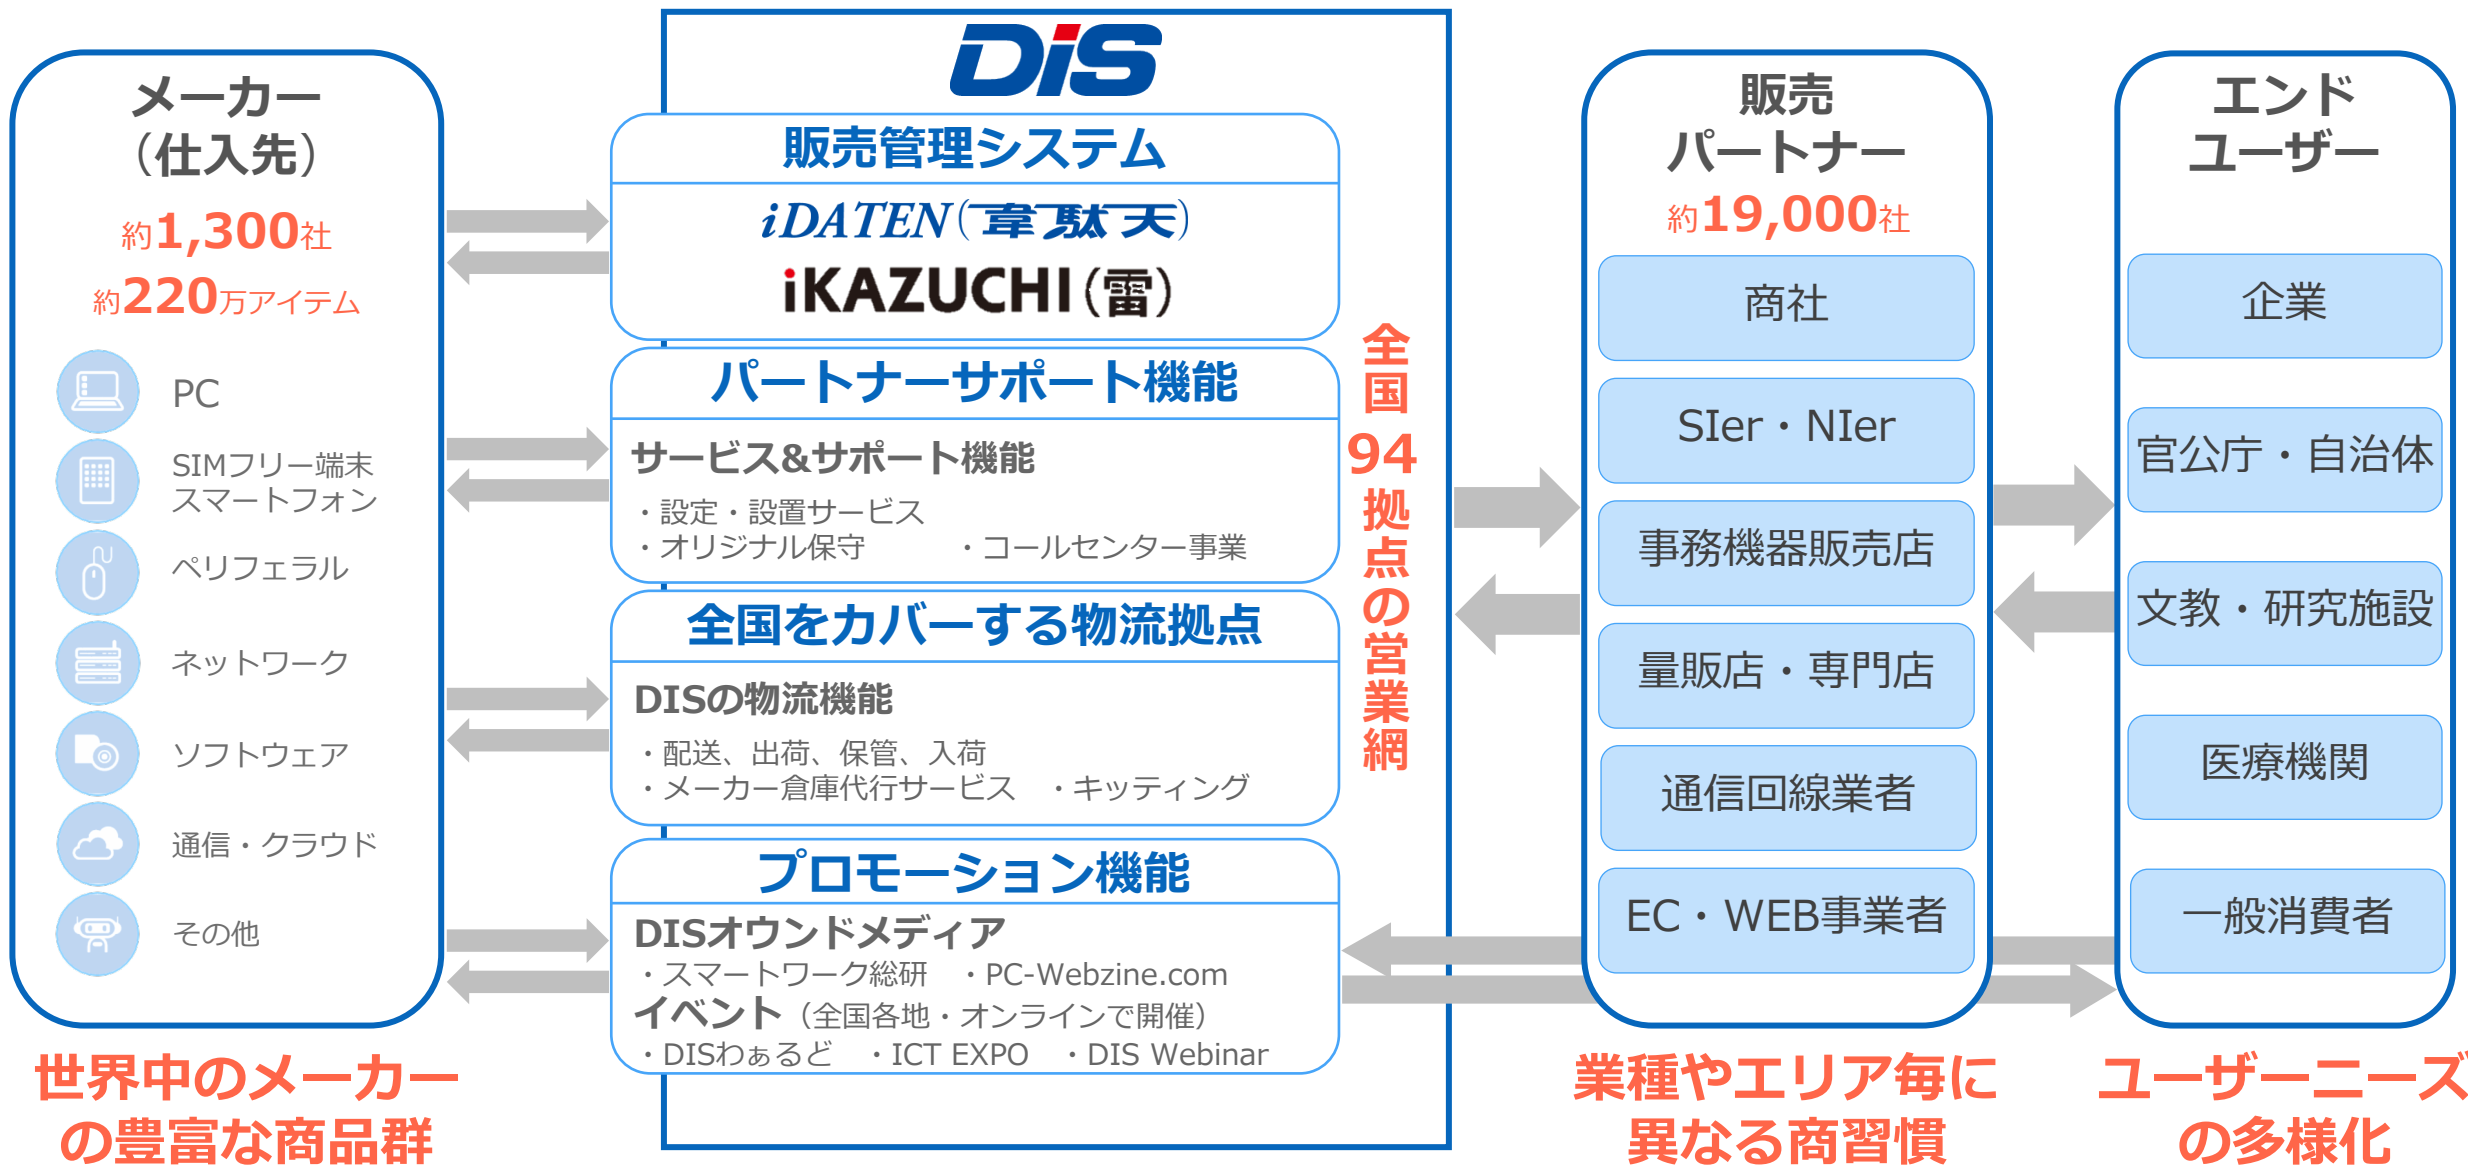 メーカー
（仕入先）
約1,300社
約220万アイテム
PC
SIMフリー端末
スマートフォン
ペリフェラル
ネットワーク
ソフトウェア
通信・クラウド
その他
世界中のメーカー
の豊富な商品群
DiS
販売管理システム
iDATEN(韋駄天)
iKAZUCHI(雷)
パートナーサポート機能
サービス&サポート機能
・設定・設置サービス
・オリジナル保守　・コールセンター事業
全国をカバーする物流拠点
DISの物流機能
・配送、出荷、保管、入荷
・メーカー倉庫代行サービス　・キッティング
プロモーション機能
DISオウンドメディア
・スマートワーク総研　・PC-Webzine.com
イベント（全国各地・オンラインで開催）
・DISわぁるど　・ICT EXPO　・DIS Webinar
全国94拠点の営業網
販売
パートナー
約19,000社
商社
SIer・NIer
事務機器販売店
量販店・専門店
通信回線業者
EC・WEB事業者
業種やエリア毎に
異なる商習慣
エンド
ユーザー
企業
官公庁・自治体
文教・研究施設
医療機関
一般消費者
ユーザーニーズ
の多様化